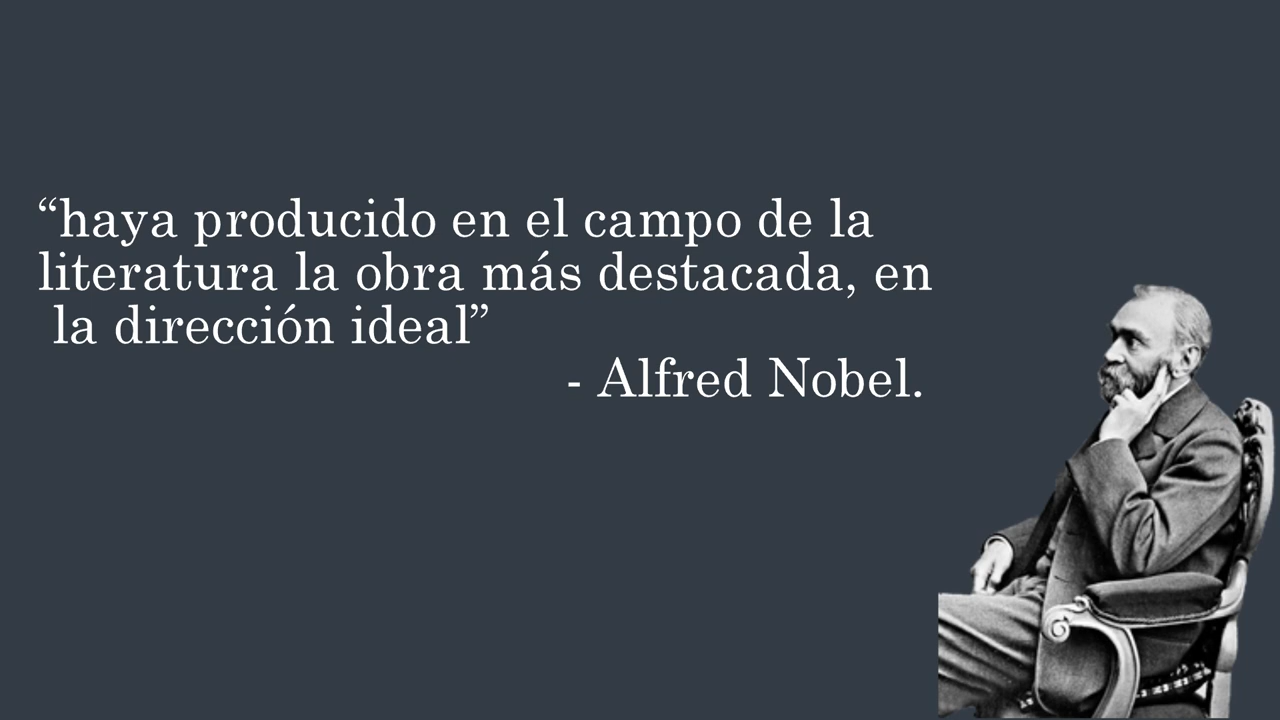 “haya producido en el campo de la
literatura la obra más destacada, en
la dirección ideal”
- Alfred Nobel.